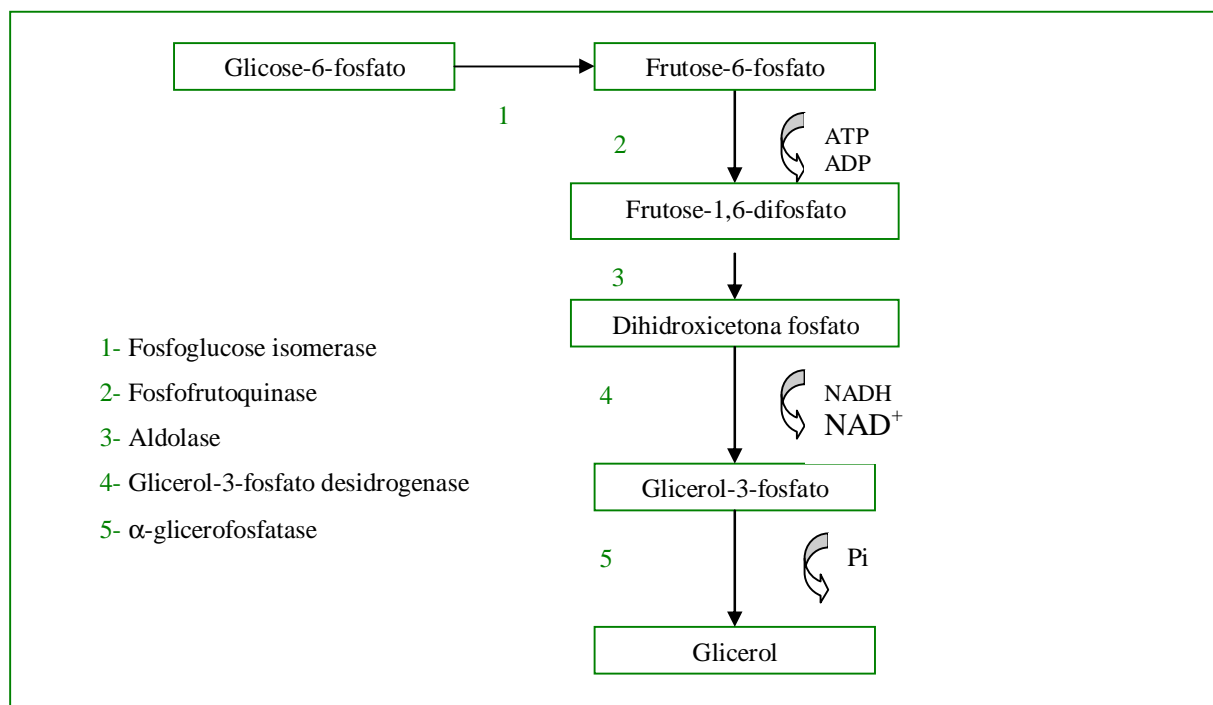 Glicose-6-fosfato
Frutose-6-fosfato
1
2
ATP
ADP
Frutose-1,6-difosfato
3
Dihidroxicetona fosfato
1- Fosfoglucose isomerase
2- Fosfofrutoquinase
3- Aldolase
4- Glicerol-3-fosfato desidrogenase
5- α-glicerofosfatase
4
NADH
NAD⁺
Glicerol-3-fosfato
5
Pi
Glicerol